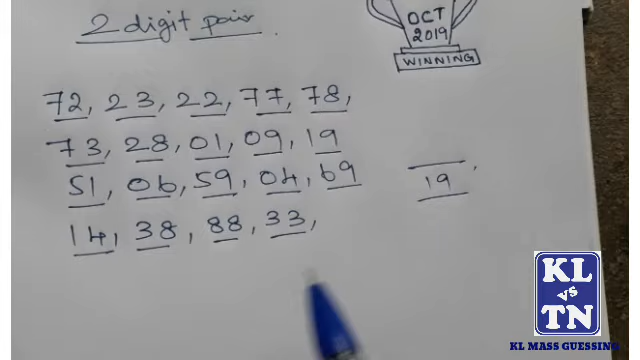 2 digit pair
OCT
2019
WINNING
72, 23, 22, 77, 78,
73, 28, 01, 09, 19
51, 06, 59, 04, 69
14, 38, 88, 33,
19
KL
VS
TN
KL MASS GUESSING